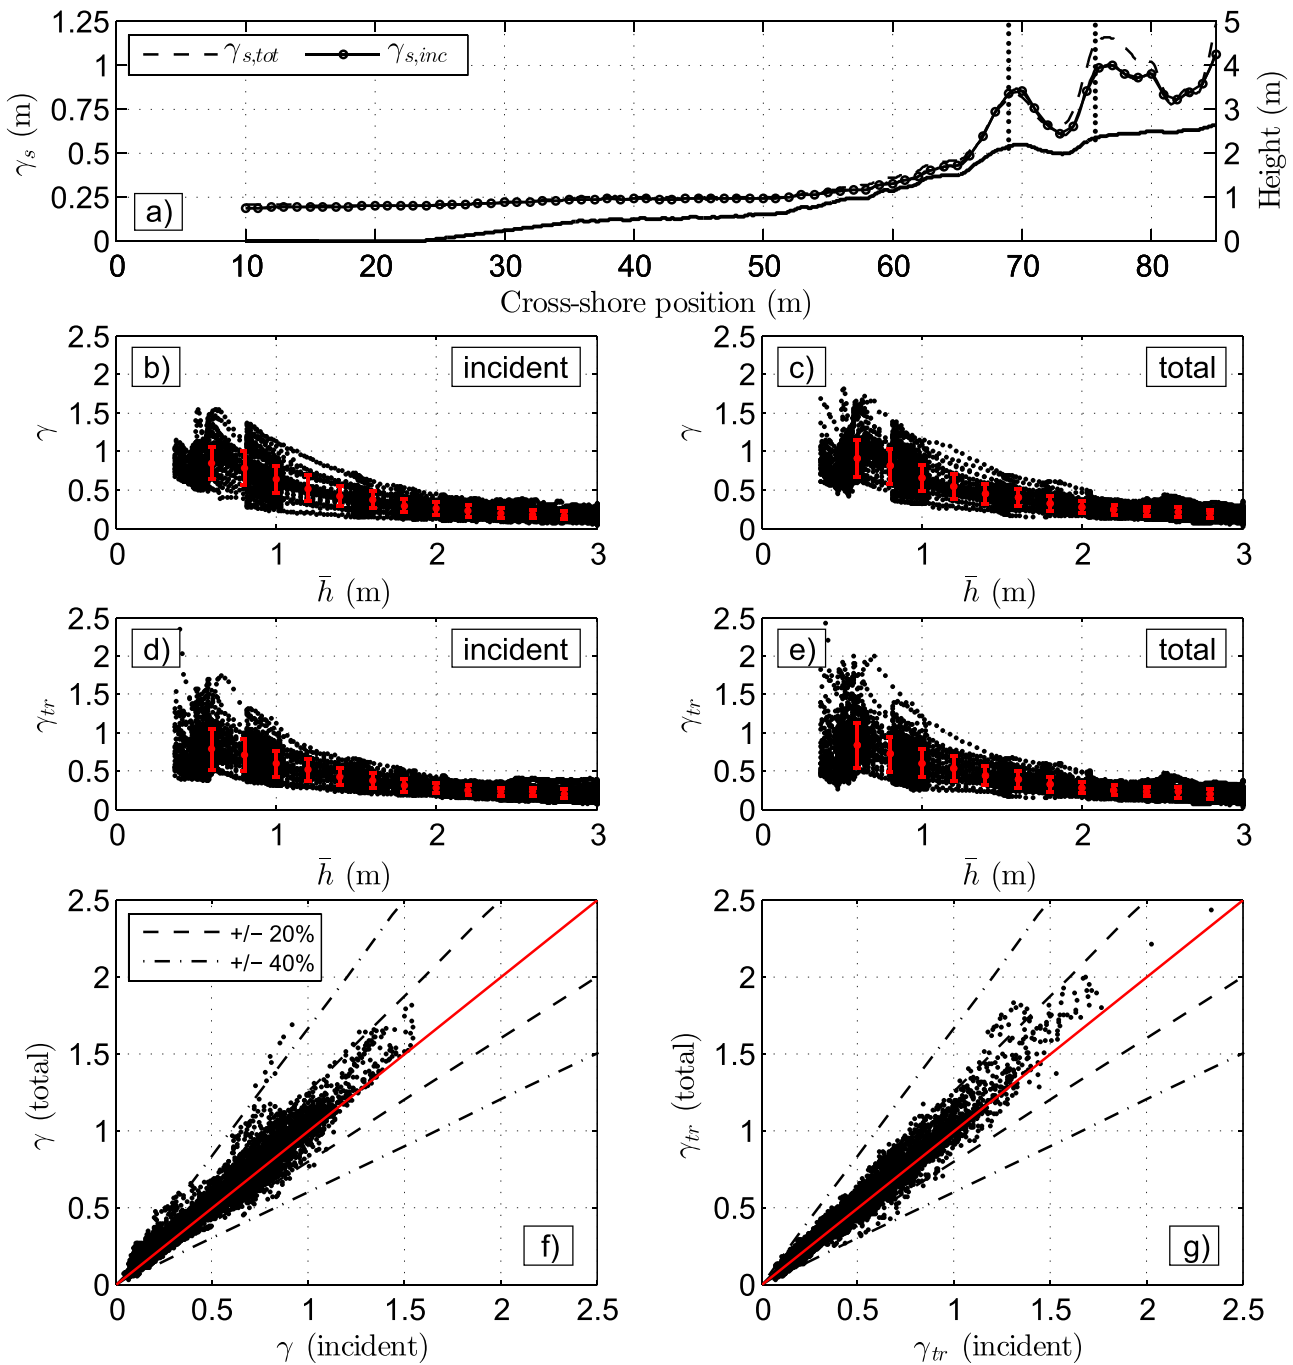 1.25 1 0.75 0.5 0.25 0
γs (m)
γs,tot γs,inc
a)
5 4 3 2 1 0
Height (m)
0 10 20 30 40 50 60 70 80
Cross-shore position (m)
2.5 2 1.5 1 0.5 0
γ
b) incident
0 1 2 3
h̄ (m)
2.5 2 1.5 1 0.5 0
γ
c) total
0 1 2 3
h̄ (m)
2.5 2 1.5 1 0.5 0
γtr
d) incident
0 1 2 3
h̄ (m)
2.5 2 1.5 1 0.5 0
γtr
e) total
0 1 2 3
h̄ (m)
2.5 2 1.5 1 0.5 0
γ (total)
+/− 20%
+/− 40%
f)
0 0.5 1 1.5 2 2.5
γ (incident)
2.5 2 1.5 1 0.5 0
γtr (total)
g)
0 0.5 1 1.5 2 2.5
γtr (incident)